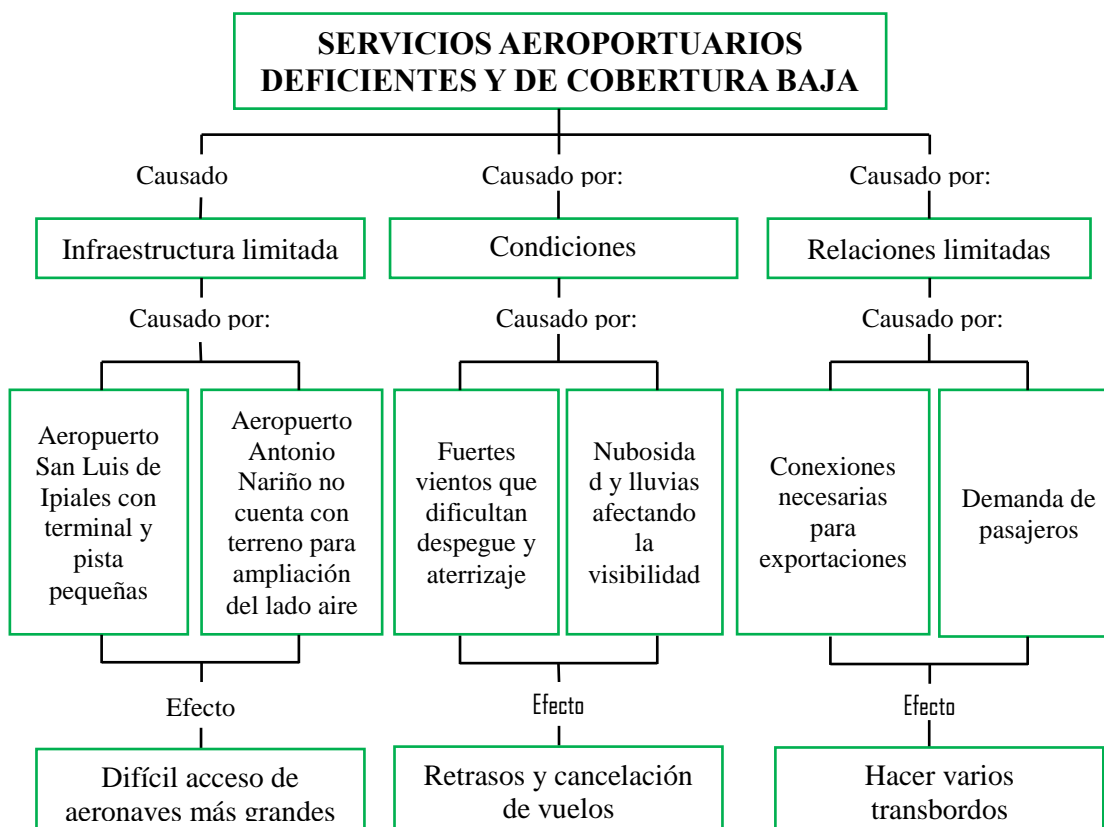 SERVICIOS AEROPORTUARIOS
DEFICIENTES Y DE COBERTURA BAJA
Causado
Causado por:
Causado por:
Infraestructura limitada
Condiciones
Relaciones limitadas
Causado por:
Causado por:
Causado por:
Aeropuerto
San Luis de
Ipiales con
terminal y
pista
pequeñas
Aeropuerto
Antonio
Nariño no
cuenta con
terreno para
ampliación
del lado aire
Fuertes
vientos que
dificultan
despegue y
aterrizaje
Nubosida
d y lluvias
afectando
la
visibilidad
Conexiones
necesarias
para
exportaciones
Demanda de
pasajeros
Efecto
Efecto
Efecto
Difícil acceso de
aeronaves más grandes
Retrasos y cancelación
de vuelos
Hacer varios
transbordos